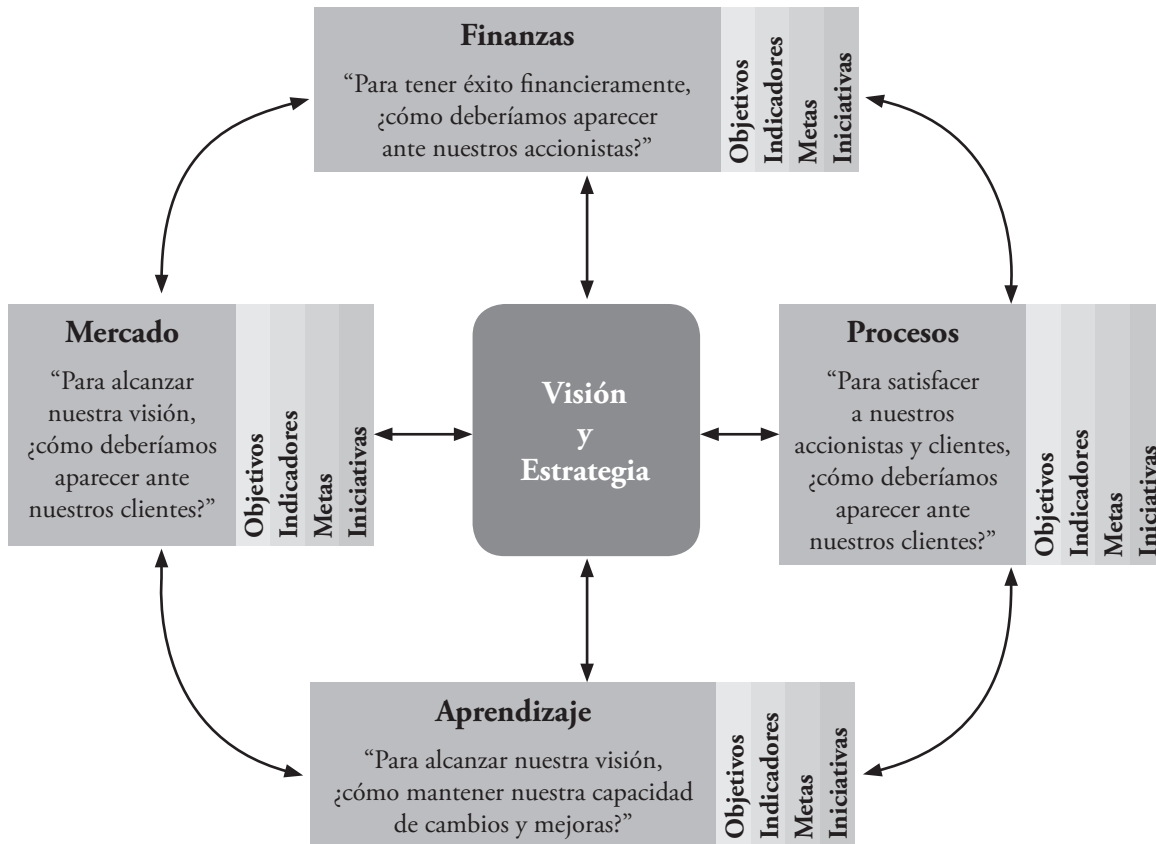 Finanzas
“Para tener éxito financieramente,
¿cómo deberíamos aparecer
ante nuestros accionistas?”
Objetivos
Indicadores
Metas
Iniciativas
Mercado
“Para alcanzar
nuestra visión,
¿cómo deberíamos
aparecer ante
nuestros clientes?”
Objetivos
Indicadores
Metas
Iniciativas
Visión
y
Estrategia
Procesos
“Para satisfacer
a nuestros
accionistas y clientes,
¿cómo deberíamos
aparecer ante
nuestros clientes?”
Objetivos
Indicadores
Metas
Iniciativas
Aprendizaje
“Para alcanzar nuestra visión,
¿cómo mantener nuestra capacidad
de cambios y mejoras?”
Objetivos
Indicadores
Metas
Iniciativas